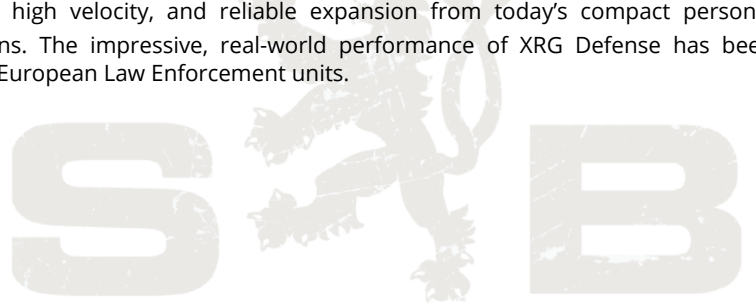 high velocity, and reliable expansion from today’s compact person
ns. The impressive, real-world performance of XRG Defense has bee
European Law Enforcement units.
S B